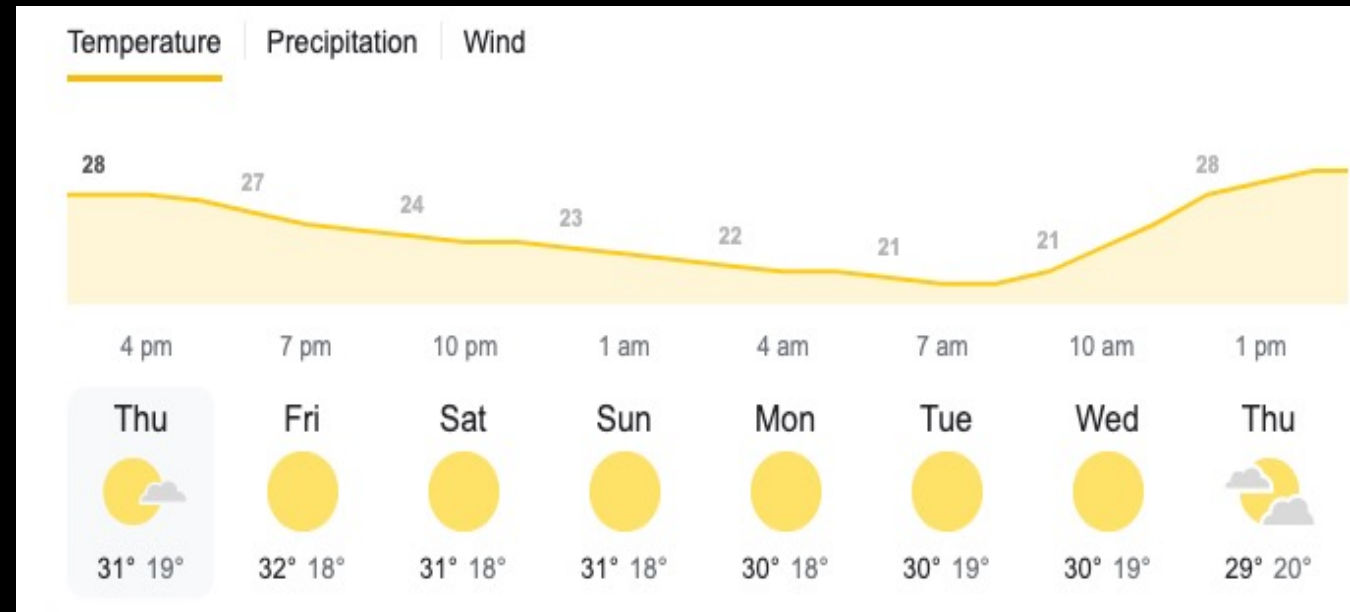 Temperature Precipitation Wind
28 27 24 23 22 21 21 28
4 pm 7 pm 10 pm 1 am 4 am 7 am 10 am 1 pm
Thu Fri Sat Sun Mon Tue Wed Thu
31° 19° 32° 18° 31° 18° 31° 18° 30° 18° 30° 19° 30° 19° 29° 20°